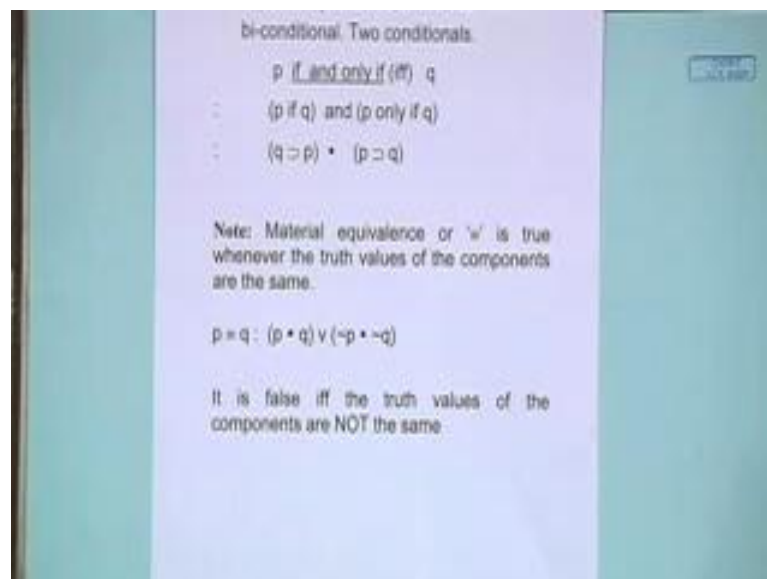 bi-conditional. Two conditionals.
p if and only if (iff) q
: (p if q) and (p only if q)
: (q ⊃ p) • (p ⊃ q)
Note: Material equivalence or '≡' is true
whenever the truth values of the components
are the same.
p ≡ q : (p • q) v (~p • ~q)
It is false iff the truth values of the
components are NOT the same